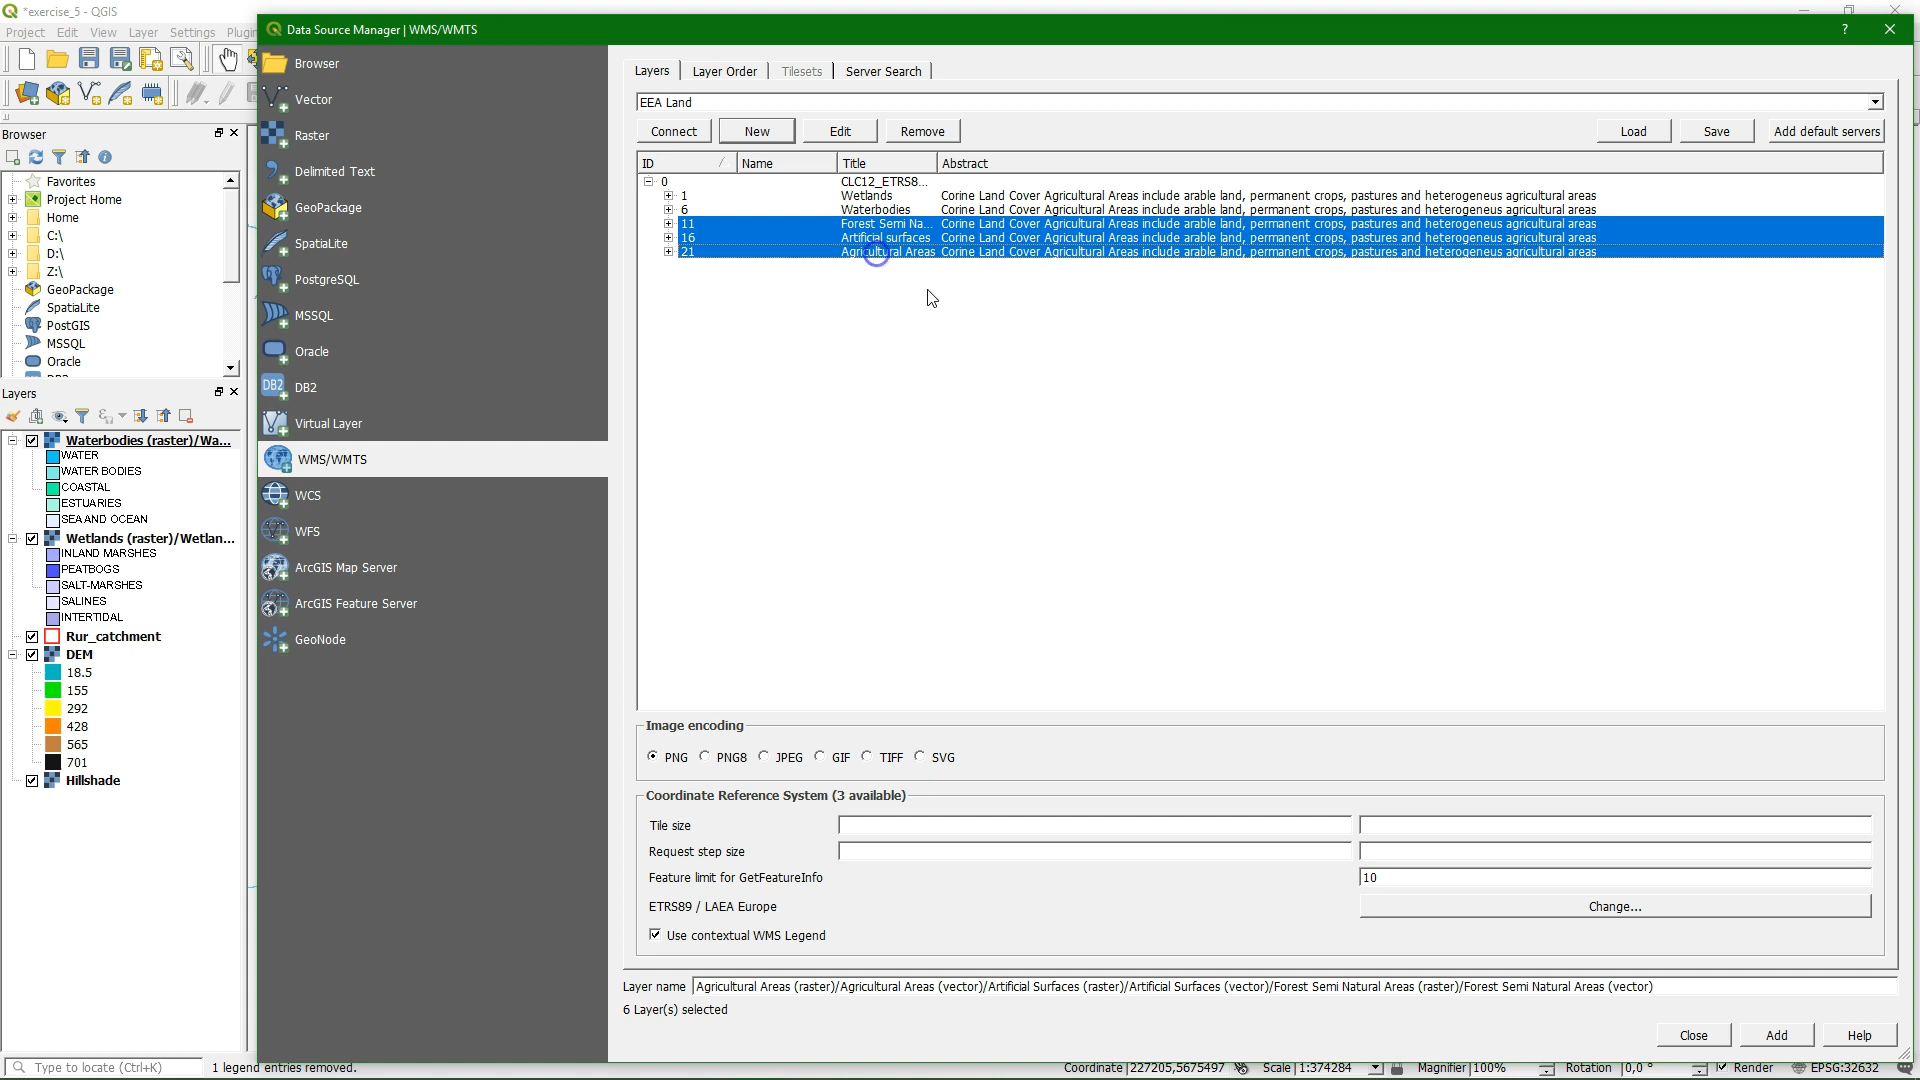 *exercise_5 - QGIS
Project Edit View Layer Settings Plugin
Data Source Manager | WMS/WMTS
?
Browser
Favorites
Project Home
Home
C:\
D:\
Z:\
GeoPackage
SpatiaLite
PostGIS
MSSQL
Oracle
Layers
Waterbodies (raster)/Wa...
WATER
WATER BODIES
COASTAL
ESTUARIES
SEA AND OCEAN
Wetlands (raster)/Wetlan...
INLAND MARSHES
PEATBOGS
SALT-MARSHES
SALINES
INTERTIDAL
Rur_catchment
DEM
18.5
155
292
428
565
701
Hillshade
Browser
Vector
Raster
Delimited Text
GeoPackage
SpatiaLite
PostgreSQL
MSSQL
Oracle
DB2 DB2
Virtual Layer
WMS/WMTS
WCS
WFS
ArcGIS Map Server
ArcGIS Feature Server
GeoNode
Layers Layer Order Tilesets Server Search
EEA Land
Connect New Edit Remove Load Save Add default servers
ID Name Title Abstract
0 CLC12_ETRS8...
1 Wetlands Corine Land Cover Agricultural Areas include arable land, permanent crops, pastures and heterogeneus agricultural areas
6 Waterbodies Corine Land Cover Agricultural Areas include arable land, permanent crops, pastures and heterogeneus agricultural areas
11 Forest Semi Na... Corine Land Cover Agricultural Areas include arable land, permanent crops, pastures and heterogeneus agricultural areas
16 Artificial surfaces Corine Land Cover Agricultural Areas include arable land, permanent crops, pastures and heterogeneus agricultural areas
21 Agricultural Areas Corine Land Cover Agricultural Areas include arable land, permanent crops, pastures and heterogeneus agricultural areas
Image encoding
PNG PNG8 JPEG GIF TIFF SVG
Coordinate Reference System (3 available)
Tile size
Request step size
Feature limit for GetFeatureInfo 10
ETRS89 / LAEA Europe Change...
Use contextual WMS Legend
Layer name Agricultural Areas (raster)/Agricultural Areas (vector)/Artificial Surfaces (raster)/Artificial Surfaces (vector)/Forest Semi Natural Areas (raster)/Forest Semi Natural Areas (vector)
6 Layer(s) selected
Close Add Help
Type to locate (Ctrl+K) 1 legend entries removed. Coordinate 227205,5675497 Scale 1:374284 Magnifier 100% Rotation 0,0 ° Render EPSG:32632